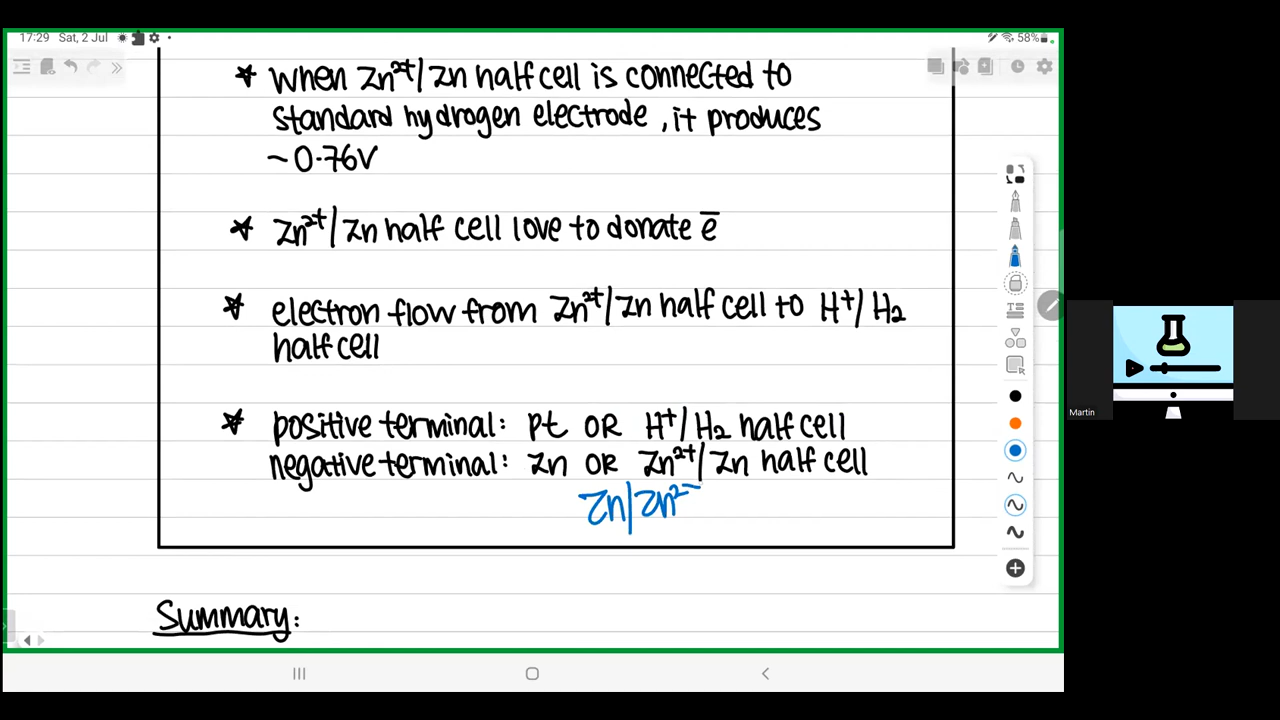 17:29 Sat, 2 Jul
58%
★ when Zn²⁺/Zn half cell is connected to
standard hydrogen electrode, it produces
-0.76V
★ Zn²⁺/Zn half cell love to donate ē
★ electron flow from Zn²⁺/Zn half cell to H⁺/H₂
half cell
★ positive terminal: Pt OR H⁺/H₂ half cell
negative terminal: Zn OR Zn²⁺/Zn half cell
Zn/Zn²⁻
Summary:
Martin